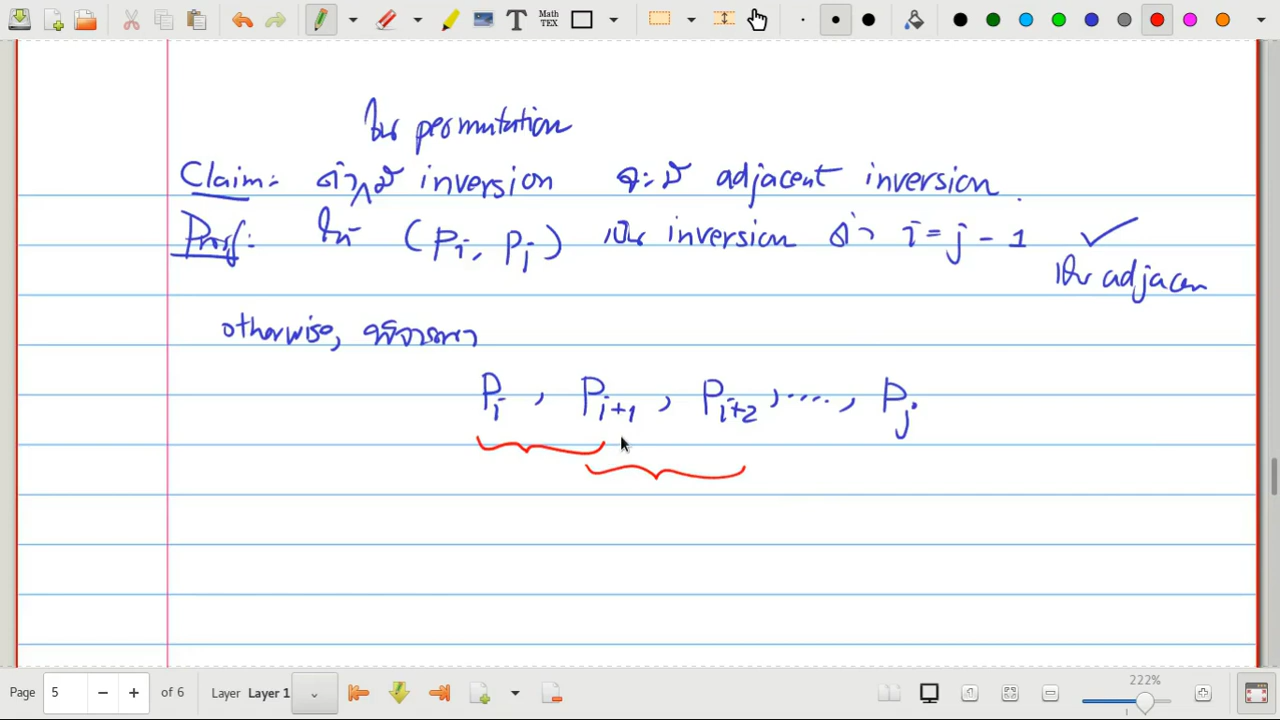 Math
TEX
ใน permutation
Claim: ถ้า มี inversion จะมี adjacent inversion.
Proof: ให้ (Pi, Pj) เป็น inversion ถ้า i = j - 1 ✓
เป็น adjacen
otherwise, พิจารณา
Pi , Pi+1 , Pi+2 , .... , Pj
Page 5 of 6 Layer Layer 1 222%